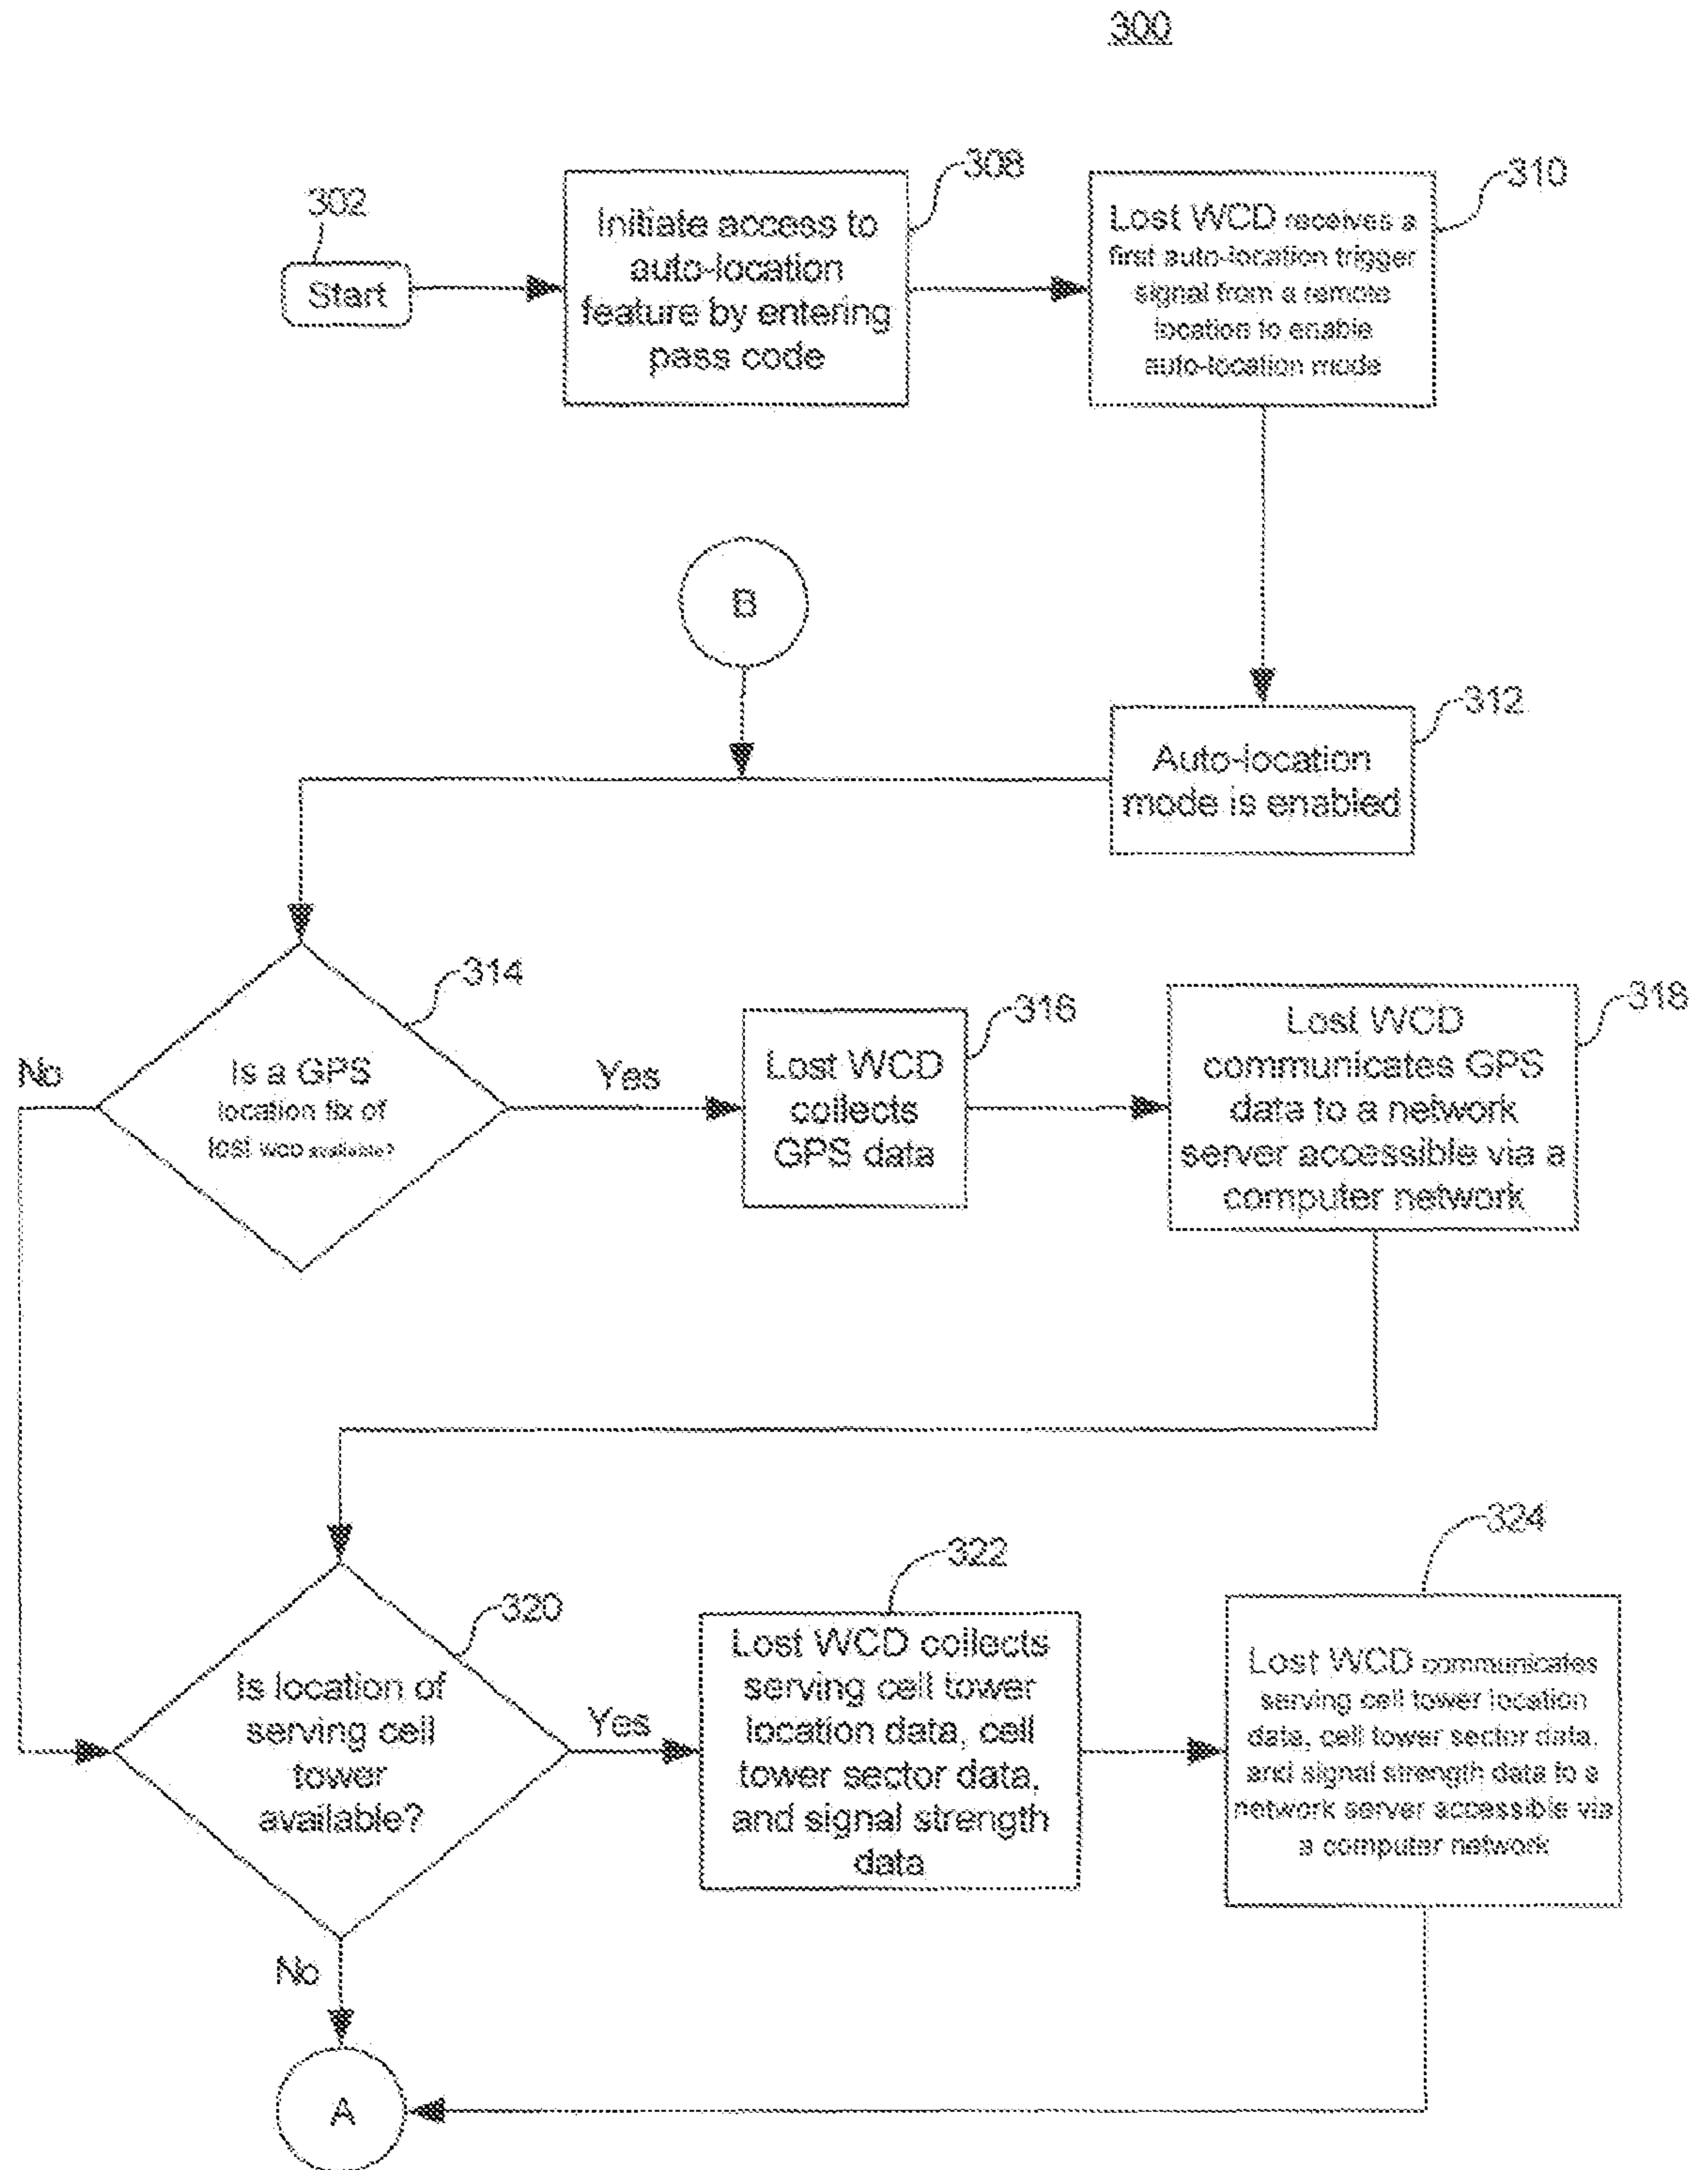 300
302
Start
308
Initiate access to
auto-location
feature by entering
pass code
310
Lost WCD receives a
first auto-location trigger
signal from a remote
location to enable
auto-location mode
B
312
Auto-location
mode is enabled
314
Is a GPS
location fix of
lost WCD available?
No
Yes
316
Lost WCD
collects
GPS data
318
Lost WCD
communicates GPS
data to a network
server accessible via a
computer network
320
Is location of
serving cell
tower
available?
Yes
No
322
Lost WCD collects
serving cell tower
location data, cell
tower sector data,
and signal strength
data
324
Lost WCD communicates
serving cell tower location
data, cell tower sector data,
and signal strength data to a
network server accessible via
a computer network
A